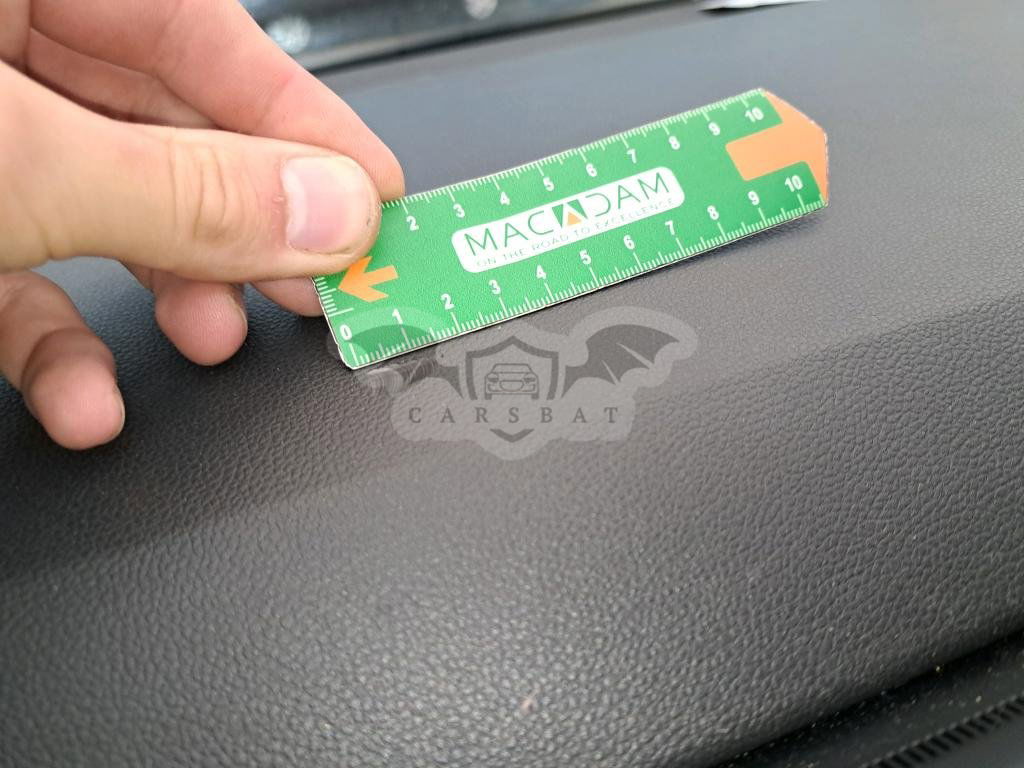 2 3 4 5 6 7 8 9 10
MACADAM
ON THE ROAD TO EXCELLENCE
0 1 2 3 4 5 6 7 8 9 10
CARSBAT